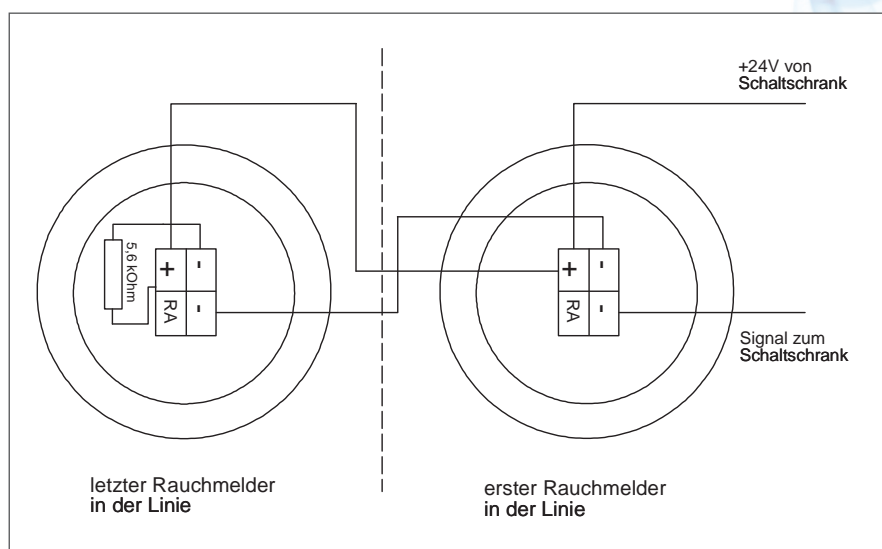 +24V von
Schaltschrank
5,6 kOhm
+ -
RA -
+ -
RA -
Signal zum
Schaltschrank
letzter Rauchmelder
in der Linie
erster Rauchmelder
in der Linie